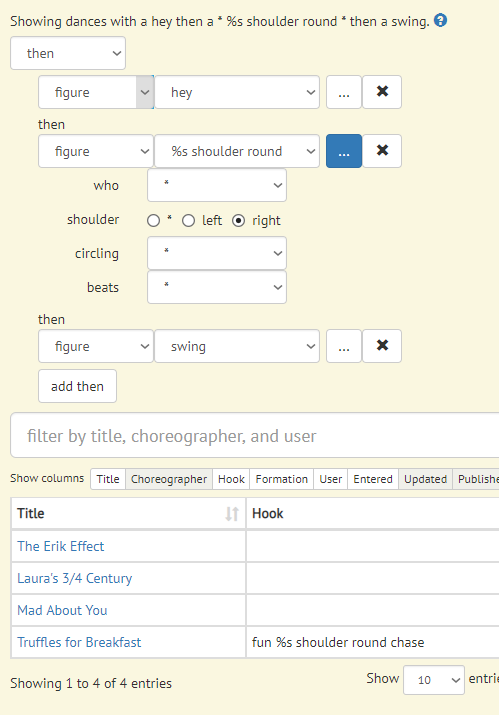 Showing dances with a hey then a * %s shoulder round * then a swing. ?
then
figure hey ... ✖
then
figure %s shoulder round ... ✖
who *
shoulder * left right
circling *
beats *
then
figure swing ... ✖
add then
filter by title, choreographer, and user
Show columns Title Choreographer Hook Formation User Entered Updated Publishe
Title Hook
The Erik Effect
Laura's 3/4 Century
Mad About You
Truffles for Breakfast fun %s shoulder round chase
Showing 1 to 4 of 4 entries Show 10 entrie